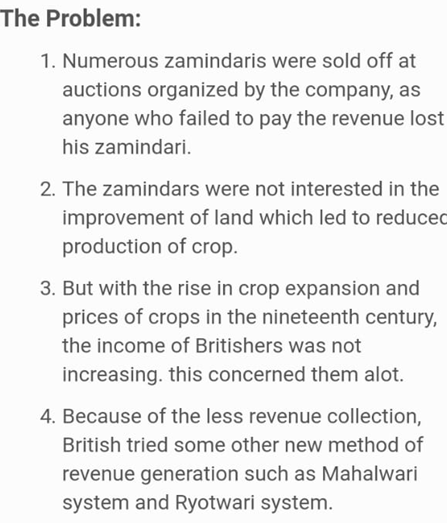 The Problem:
1. Numerous zamindaris were sold off at
auctions organized by the company, as
anyone who failed to pay the revenue lost
his zamindari.
2. The zamindars were not interested in the
improvement of land which led to reduced
production of crop.
3. But with the rise in crop expansion and
prices of crops in the nineteenth century,
the income of Britishers was not
increasing. this concerned them alot.
4. Because of the less revenue collection,
British tried some other new method of
revenue generation such as Mahalwari
system and Ryotwari system.